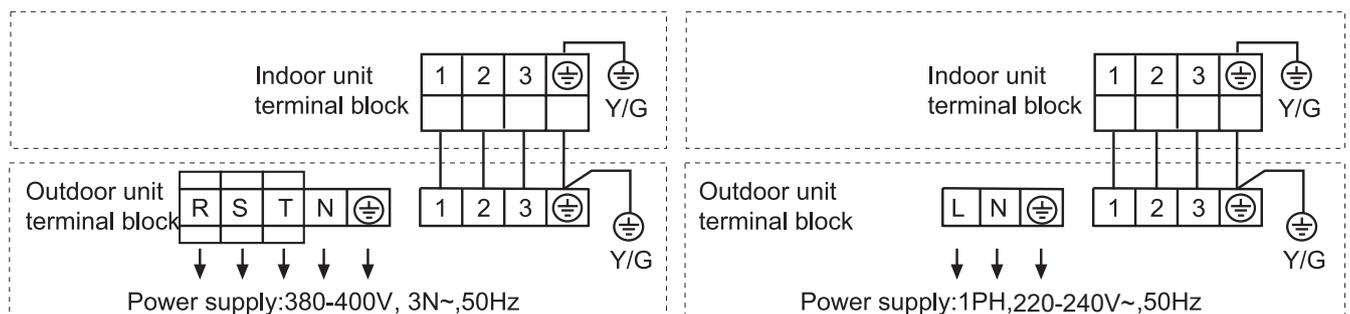 Indoor unit
terminal block
1 2 3
Y/G
Outdoor unit
terminal block
R S T N
1 2 3
Y/G
Power supply:380-400V, 3N~,50Hz
Indoor unit
terminal block
1 2 3
Y/G
Outdoor unit
terminal block
L N
1 2 3
Y/G
Power supply:1PH,220-240V~,50Hz